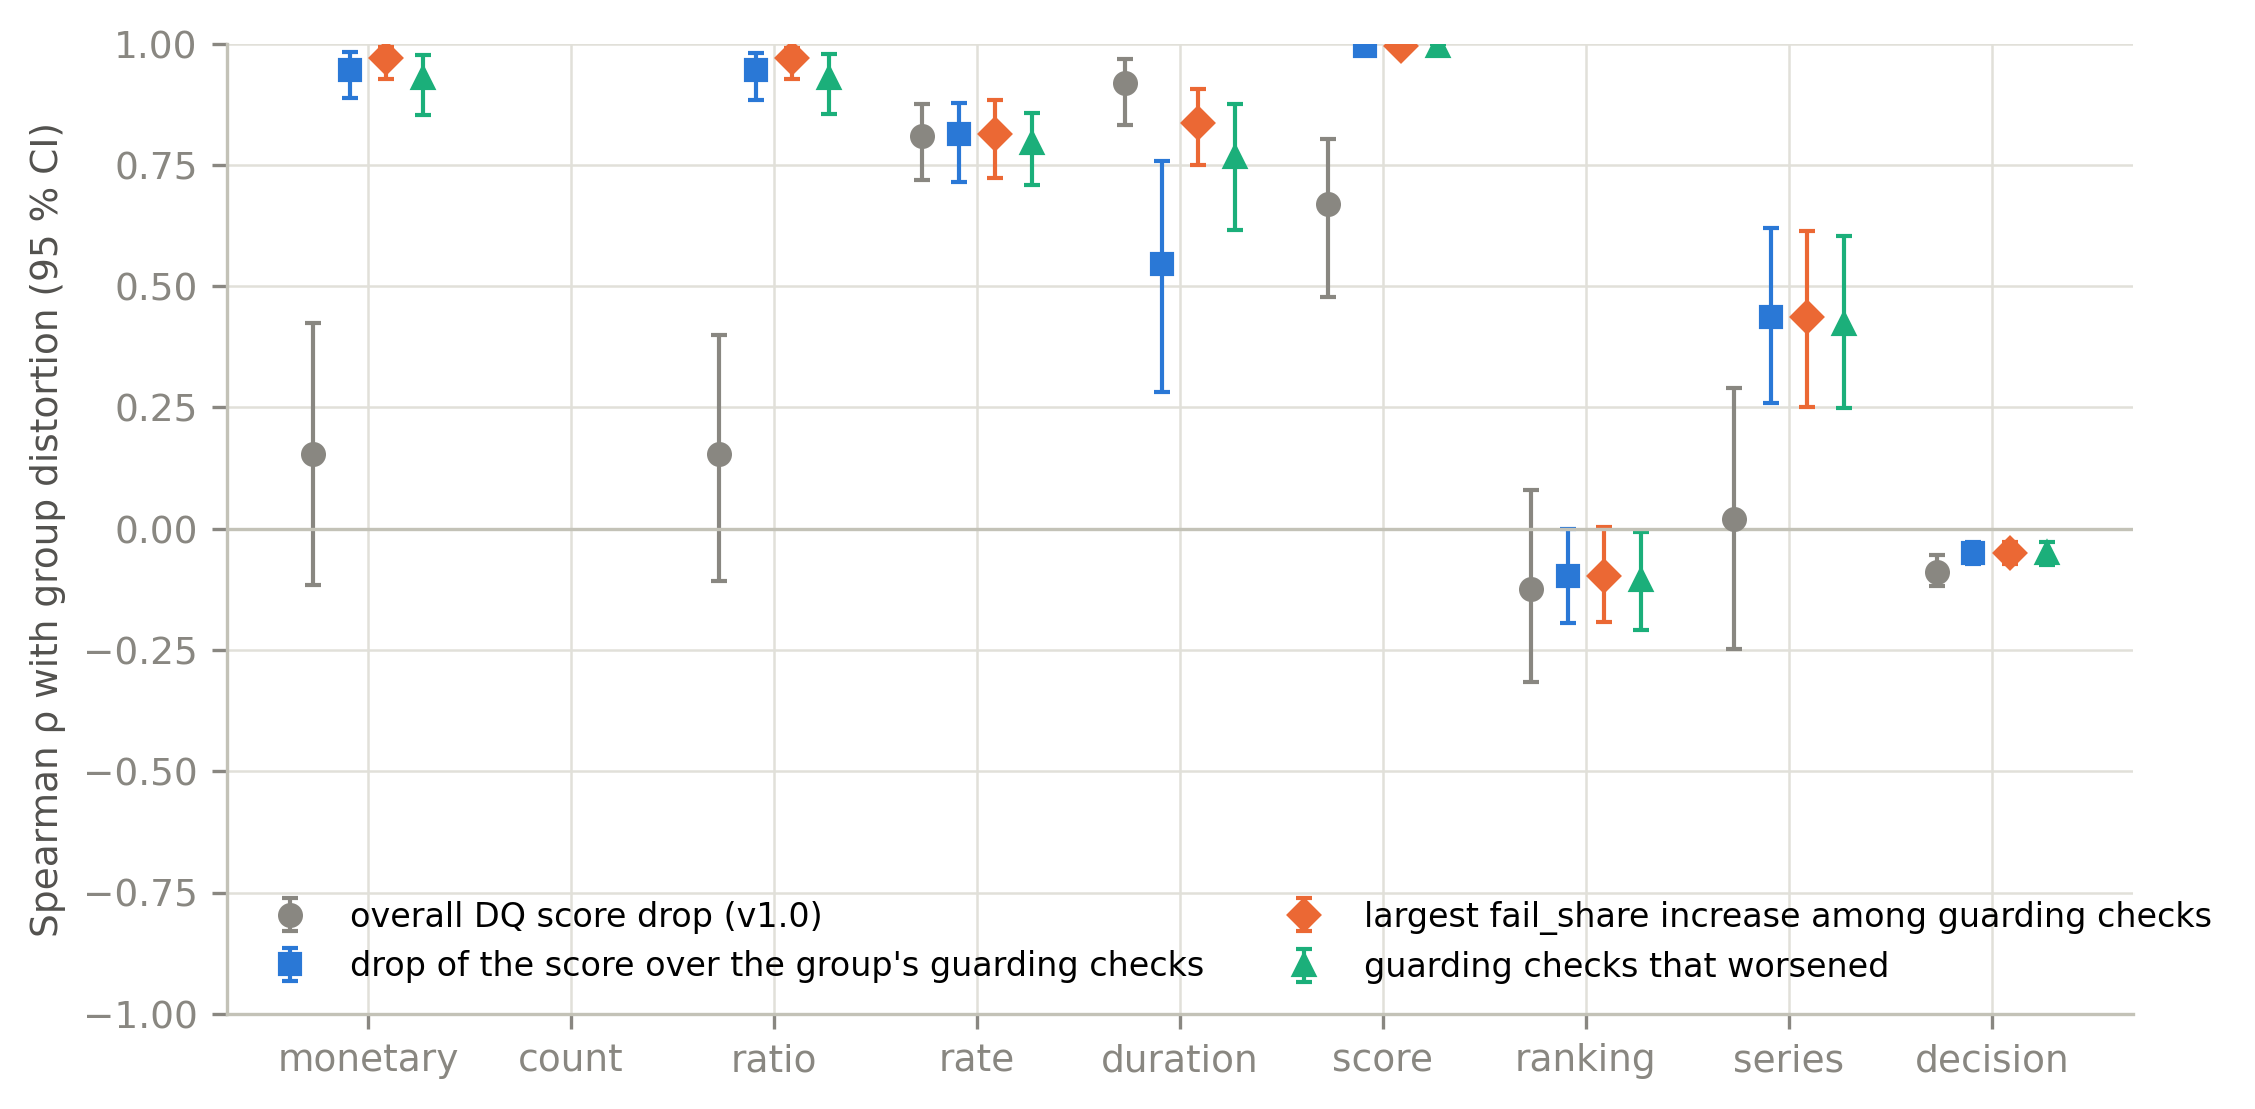 1.00
0.75
0.50
0.25
0.00
−0.25
−0.50
−0.75
−1.00
Spearman ρ with group distortion (95 % CI)
overall DQ score drop (v1.0)
drop of the score over the group's guarding checks
largest fail_share increase among guarding checks
guarding checks that worsened
monetary
count
ratio
rate
duration
score
ranking
series
decision